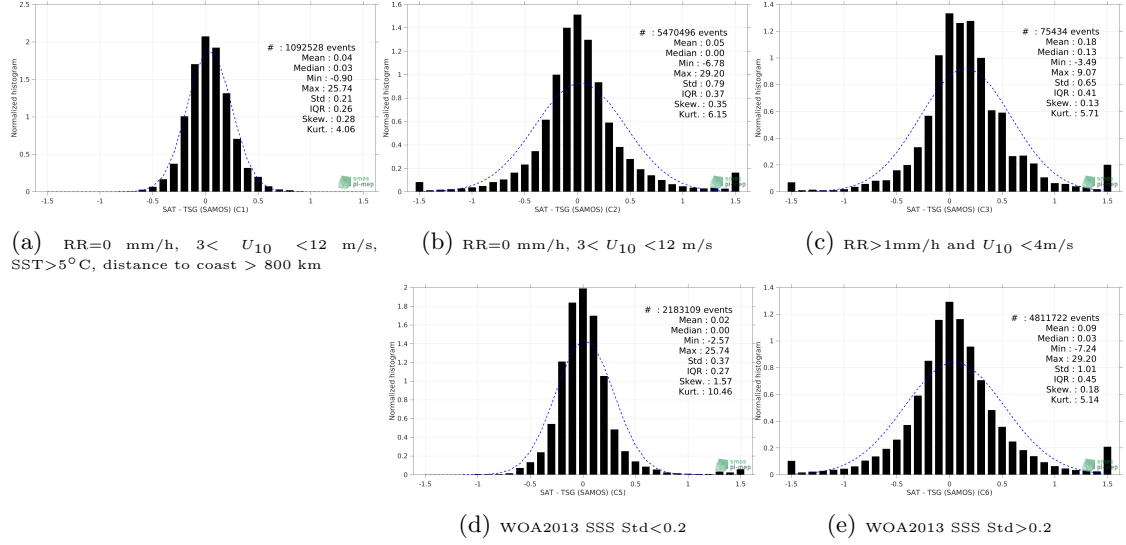 2.5
2
1.5
1
0.5
0
-1.5 -1 -0.5 0 0.5 1 1.5
Normalized histogram
SAT - TSG (SAMOS) (C1)
# : 1092528 events
Mean : 0.04
Median : 0.03
Min : -0.90
Max : 25.74
Std : 0.21
IQR : 0.26
Skew. : 0.28
Kurt. : 4.06
smos
pi-mep
(a) RR=0 mm/h, 3< U10 <12 m/s,
SST>5°C, distance to coast > 800 km
1.6
1.4
1.2
1
0.8
0.6
0.4
0.2
0
-1.5 -1 -0.5 0 0.5 1 1.5
Normalized histogram
SAT - TSG (SAMOS) (C2)
# : 5470496 events
Mean : 0.05
Median : 0.00
Min : -6.78
Max : 29.20
Std : 0.79
IQR : 0.37
Skew. : 0.35
Kurt. : 6.15
smos
pi-mep
(b) RR=0 mm/h, 3< U10 <12 m/s
1.4
1.2
1
0.8
0.6
0.4
0.2
0
-1.5 -1 -0.5 0 0.5 1 1.5
Normalized histogram
SAT - TSG (SAMOS) (C3)
# : 75434 events
Mean : 0.18
Median : 0.13
Min : -3.49
Max : 9.07
Std : 0.65
IQR : 0.41
Skew. : 0.13
Kurt. : 5.71
smos
pi-mep
(c) RR>1mm/h and U10 <4m/s
2
1.8
1.6
1.4
1.2
1
0.8
0.6
0.4
0.2
0
-1.5 -1 -0.5 0 0.5 1 1.5
Normalized histogram
SAT - TSG (SAMOS) (C5)
# : 2183109 events
Mean : 0.02
Median : 0.00
Min : -2.57
Max : 25.74
Std : 0.37
IQR : 0.27
Skew. : 1.57
Kurt. : 10.46
smos
pi-mep
(d) WOA2013 SSS Std<0.2
1.4
1.2
1
0.8
0.6
0.4
0.2
0
-1.5 -1 -0.5 0 0.5 1 1.5
Normalized histogram
SAT - TSG (SAMOS) (C6)
# : 4811722 events
Mean : 0.09
Median : 0.03
Min : -7.24
Max : 29.20
Std : 1.01
IQR : 0.45
Skew. : 0.18
Kurt. : 5.14
smos
pi-mep
(e) WOA2013 SSS Std>0.2